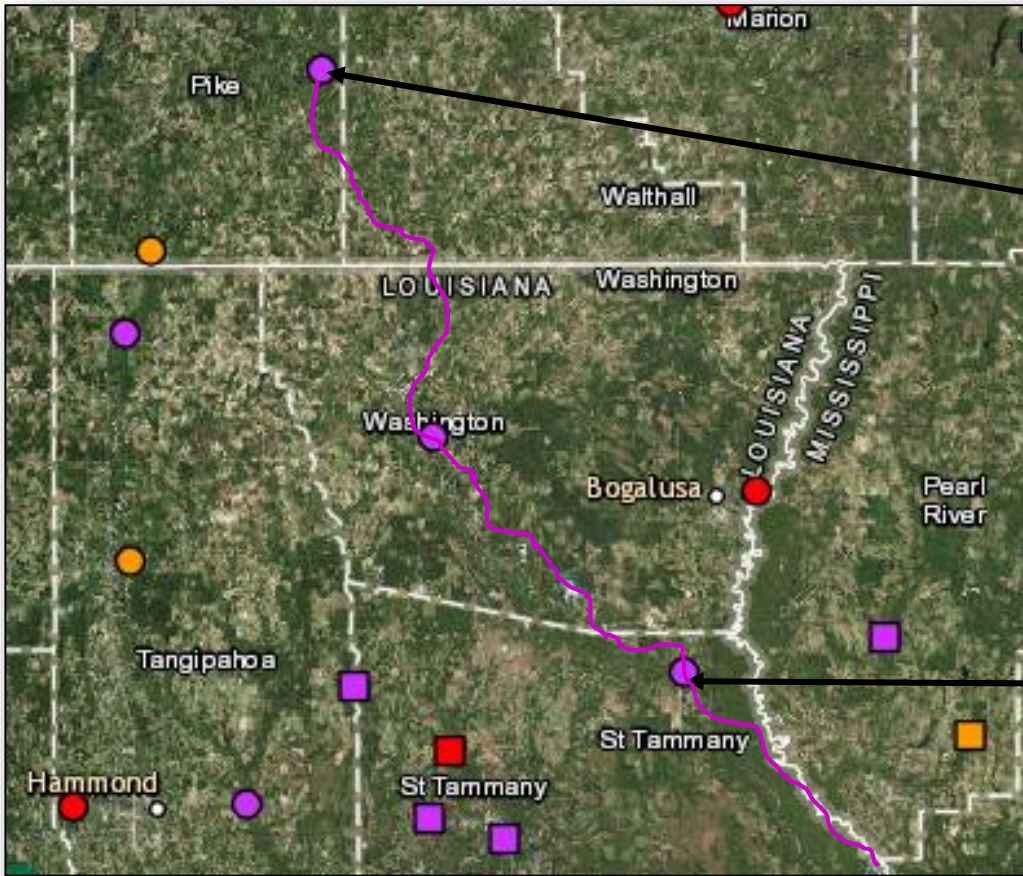 Marion
Pike
Walthall
LOUISIANA
Washington
LOUISIANA
MISSISSIPPI
Washington
Bogalusa
Pearl
River
Tangipahoa
St Tammany
Hammond
St Tammany